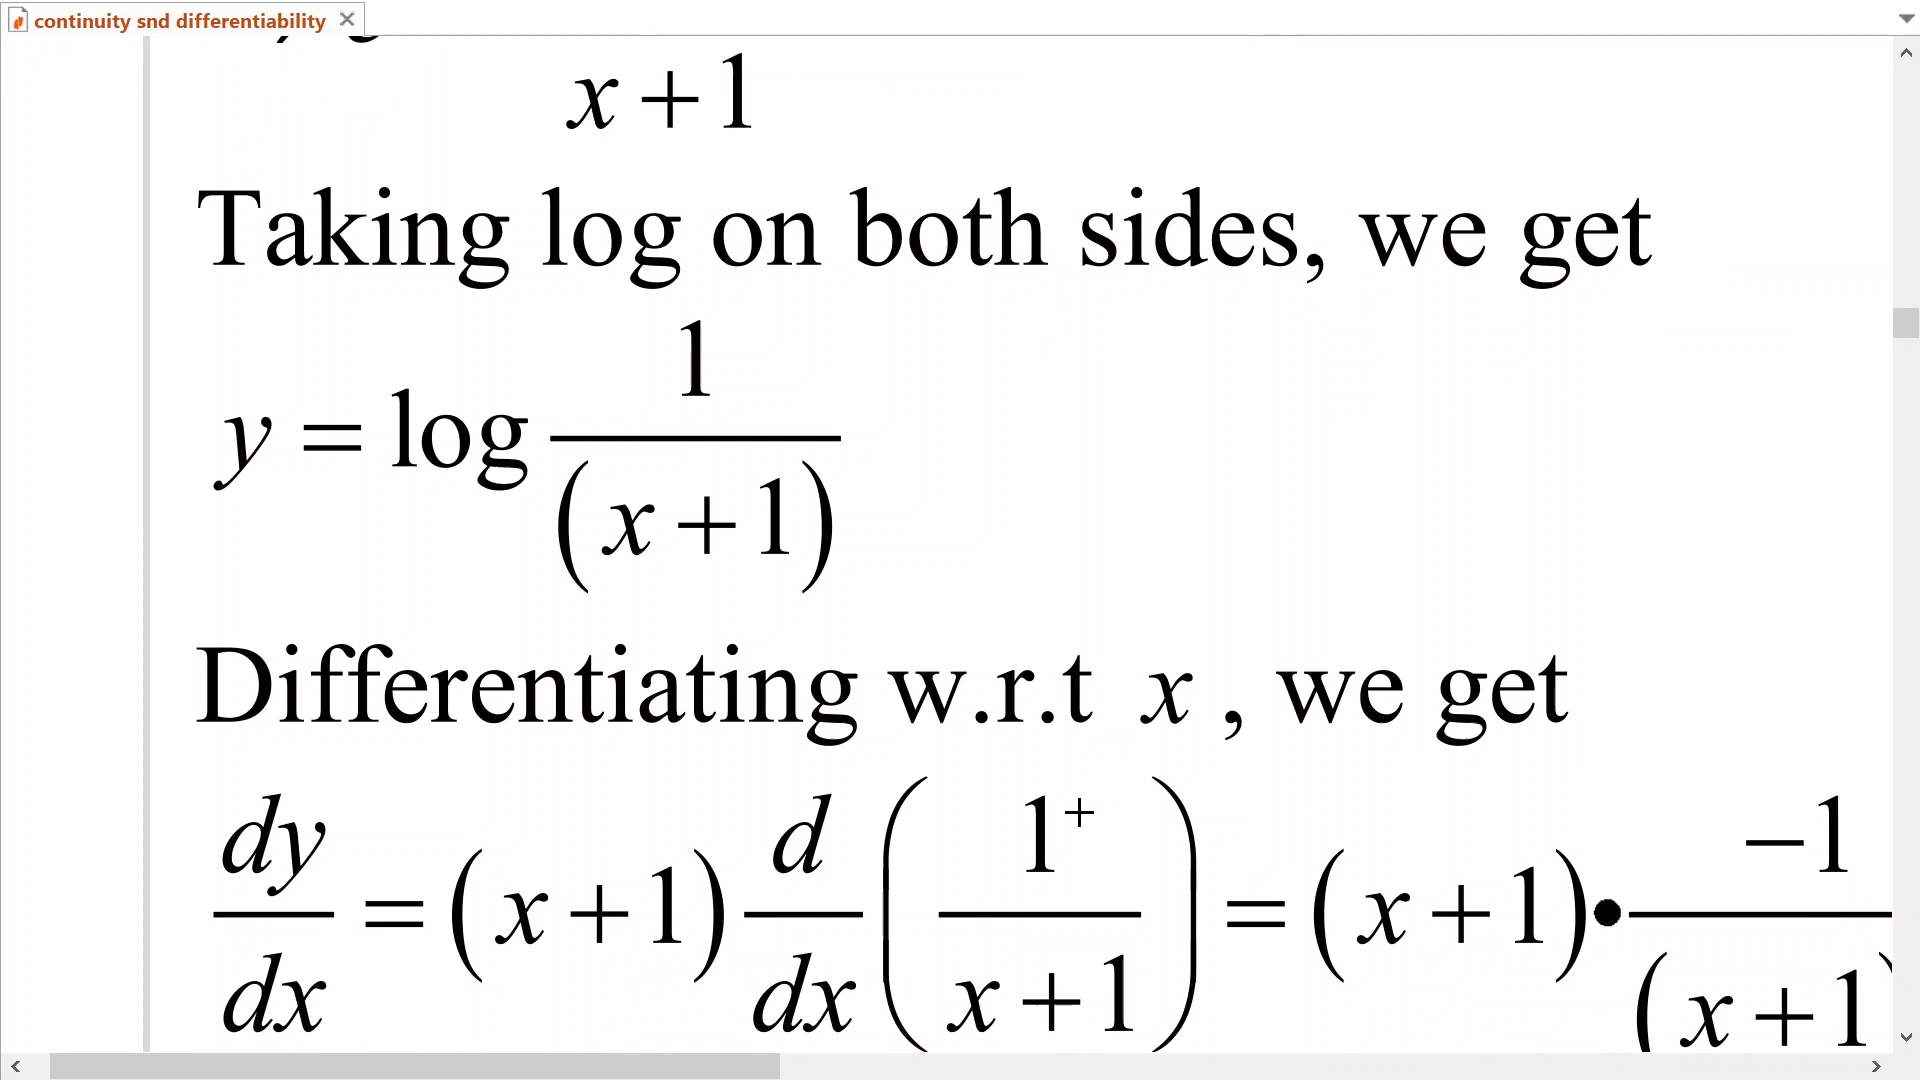 continuity snd differentiability
x+1
Taking log on both sides, we get
y = log 1/(x+1)
Differentiating w.r.t x , we get
dy/dx = (x+1) d/dx (1/x+1) = (x+1)• −1/(x+1